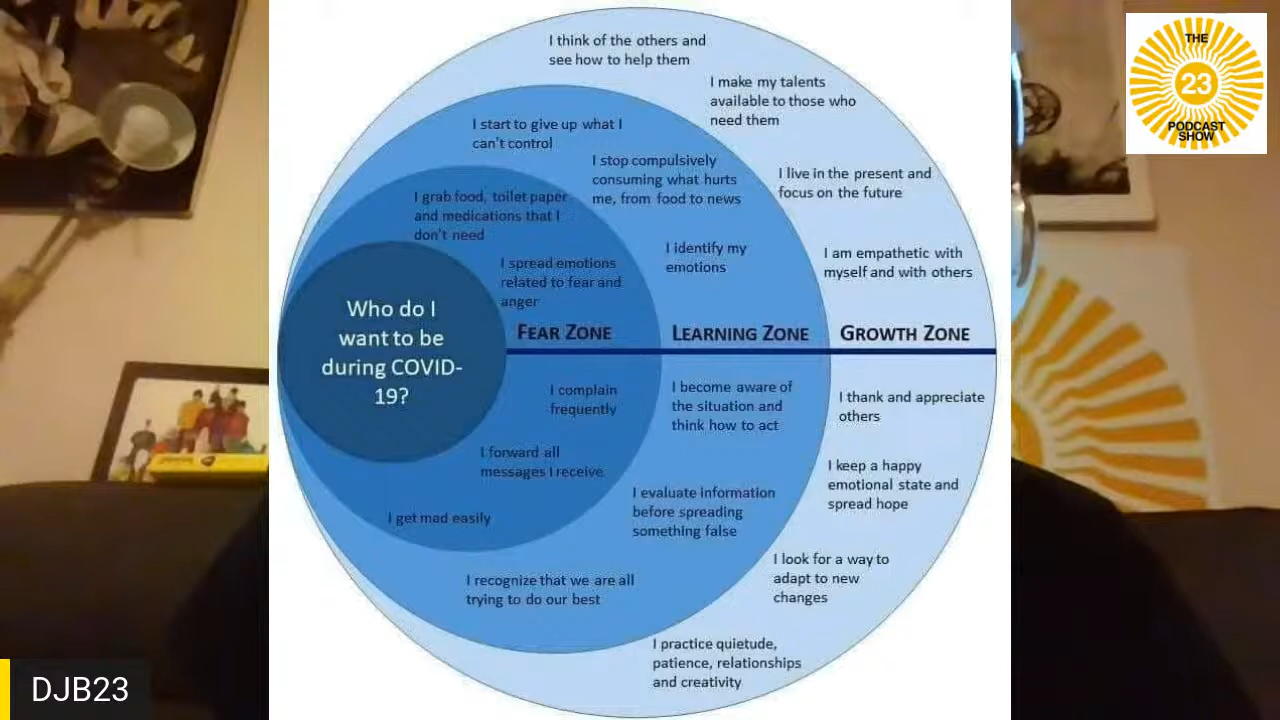 I think of the others and
see how to help them
I make my talents
available to those who
need them
I start to give up what I
can't control
I stop compulsively
consuming what hurts
me, from food to news
I live in the present and
focus on the future
I grab food, toilet paper
and medications that I
don't need
I identify my
emotions
I am empathetic with
myself and with others
I spread emotions
related to fear and
anger
Who do I
want to be
during COVID-
19?
FEAR ZONE
LEARNING ZONE
GROWTH ZONE
I complain
frequently
I become aware of
the situation and
think how to act
I thank and appreciate
others
I forward all
messages I receive
I keep a happy
emotional state and
spread hope
I get mad easily
I evaluate information
before spreading
something false
I look for a way to
adapt to new
changes
I recognize that we are all
trying to do our best
I practice quietude,
patience, relationships
and creativity
THE
23
PODCAST
SHOW
DJB23